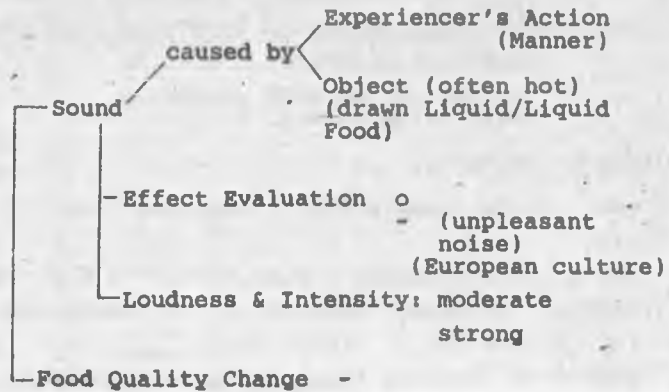 Experiencer's Action
(Manner)
caused by
Object (often hot)
(drawn Liquid/Liquid
Food)
Sound
Effect Evaluation o
-
(unpleasant
noise)
(European culture)
Loudness & Intensity: moderate
strong
Food Quality Change -